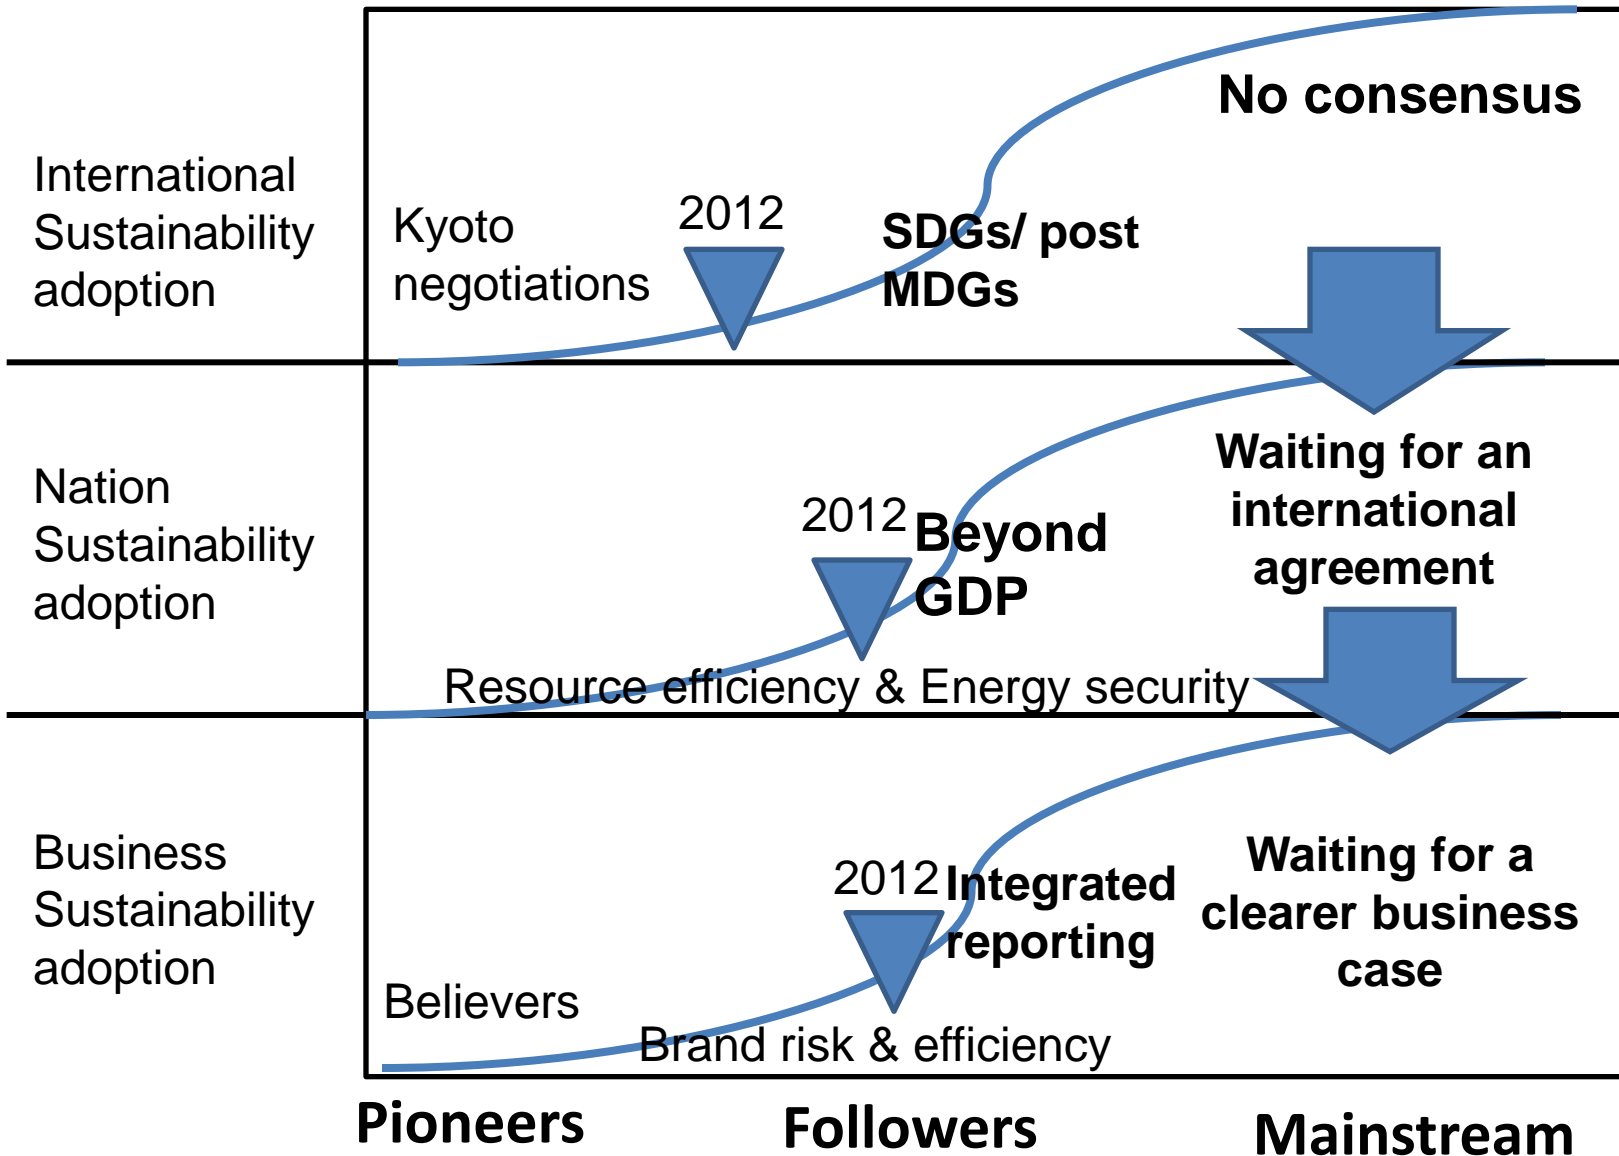 No consensus
International
Sustainability
adoption
Kyoto
negotiations
2012
SDGs/ post
MDGs
Nation
Sustainability
adoption
2012
Beyond
GDP
Waiting for an
international
agreement
Resource efficiency & Energy security
Business
Sustainability
adoption
2012
Integrated
reporting
Waiting for a
clearer business
case
Believers
Brand risk & efficiency
Pioneers
Followers
Mainstream